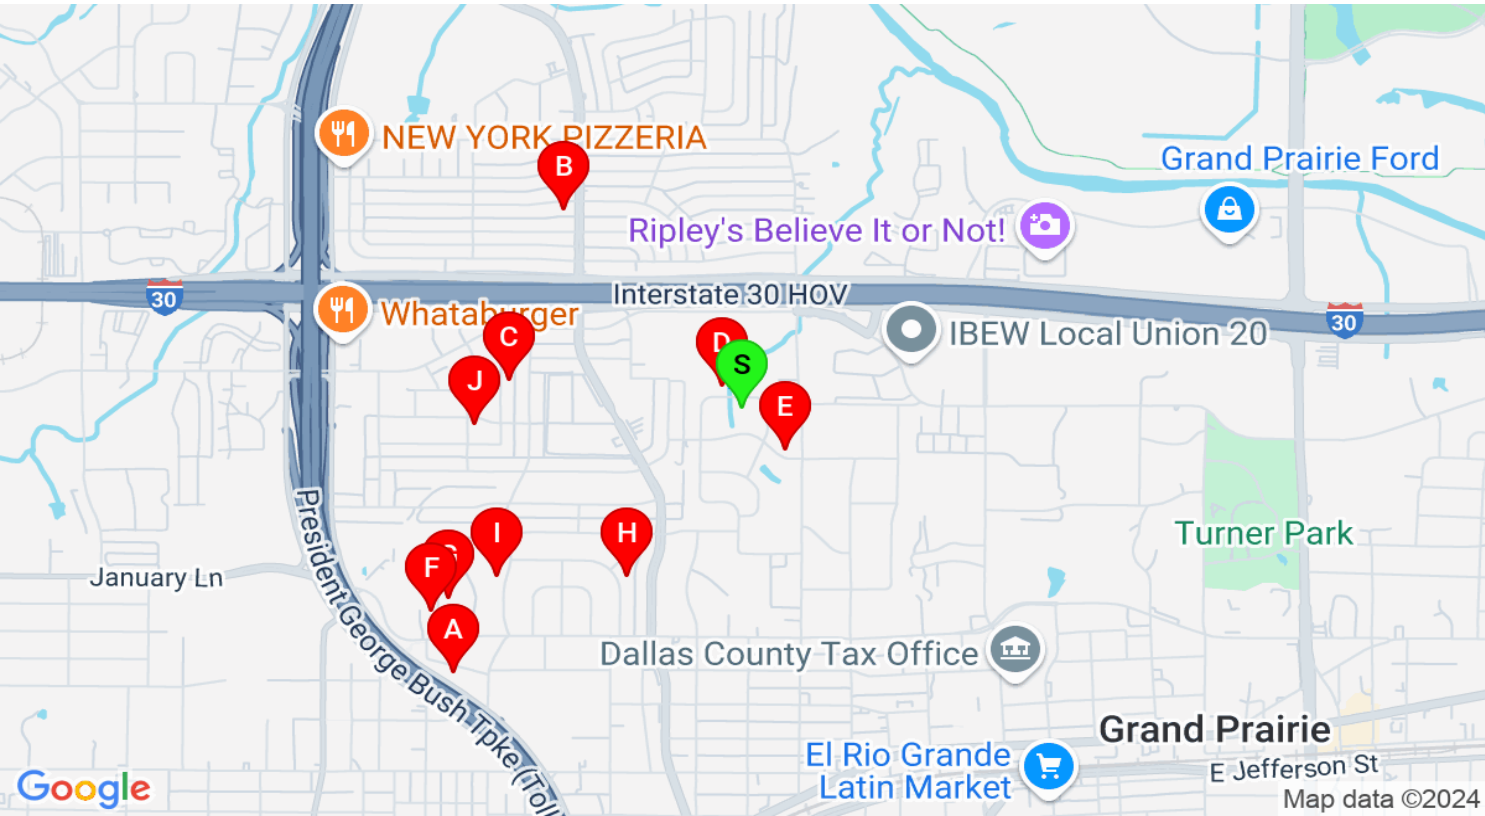 NEW YORK PIZZERIA
B
Grand Prairie Ford
Ripley's Believe It or Not!
30
Interstate 30 HOV
Whataburger
30
C
D
IBEW Local Union 20
S
J
E
President George Bush Tpke (Toll
I
H
Turner Park
G
F
January Ln
A
Dallas County Tax Office
Grand Prairie
El Rio Grande
Latin Market
E Jefferson St
Google
Map data ©2024